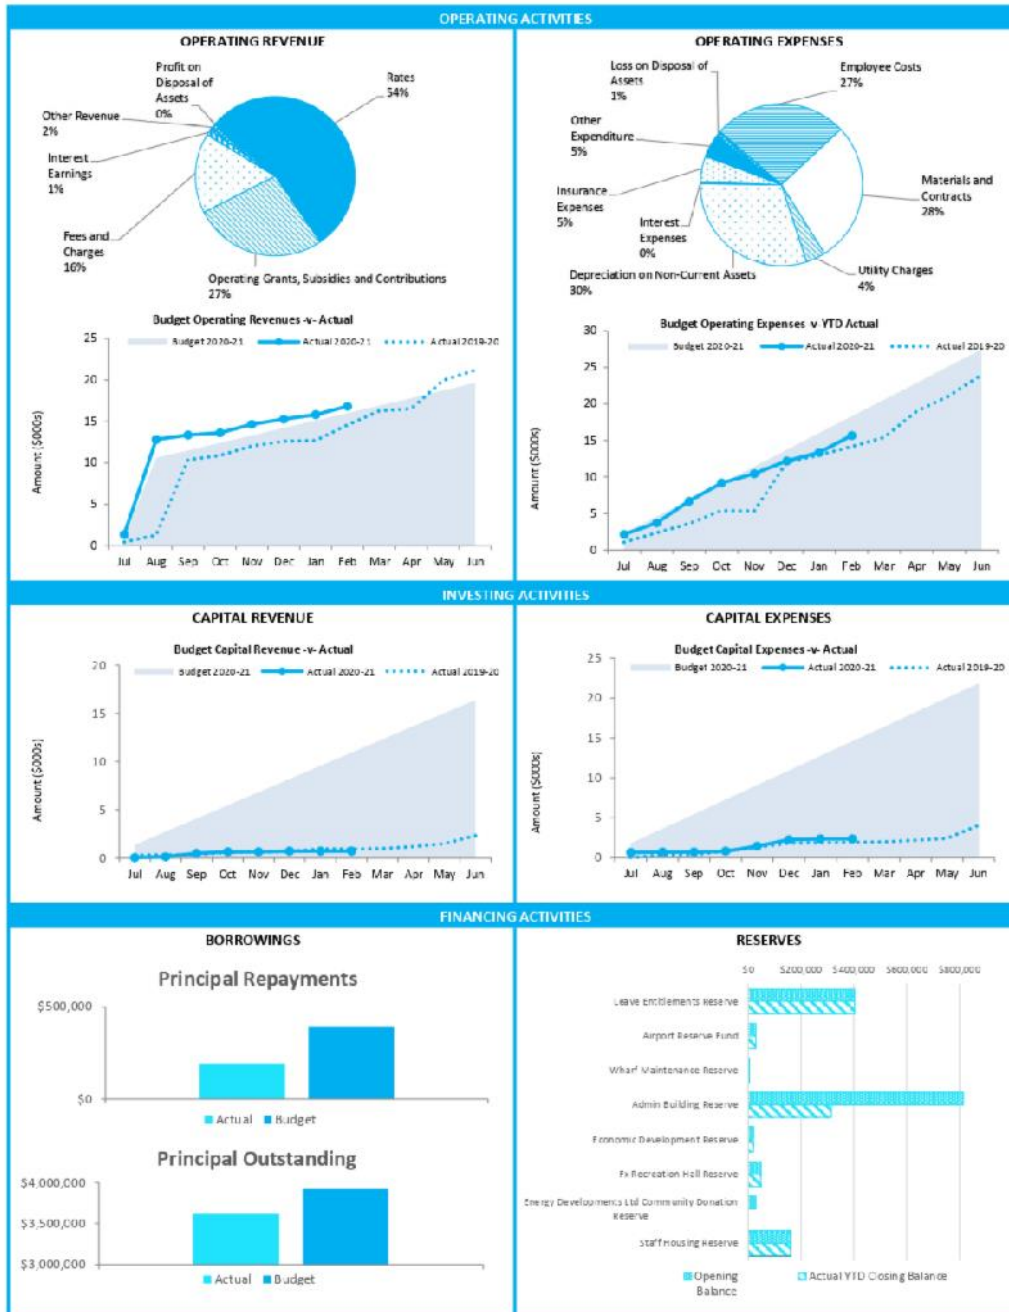 OPERATING ACTIVITIES
OPERATING REVENUE
Profit on
Disposal of
Assets
0%
Rates
54%
Other Revenue
2%
Interest
Earnings
1%
Fees and
Charges
16%
Operating Grants, Subsidies and Contributions
27%
OPERATING EXPENSES
Loss on Disposal of
Assets
1%
Employee Costs
27%
Other
Expenditure
5%
Insurance
Expenses
5%
Interest
Expenses
0%
Materials and
Contracts
28%
Utility Charges
4%
Depreciation on Non-Current Assets
30%
Budget Operating Revenues -v- Actual
Budget 2020-21 Actual 2020-21 Actual 2019-20
Amount ($000s)
25
20
15
10
5
0
Jul Aug Sep Oct Nov Dec Jan Feb Mar Apr May Jun
Budget Operating Expenses -v- YTD Actual
Budget 2020-21 Actual 2020-21 Actual 2019-20
Amount ($000s)
30
25
20
15
10
5
0
Jul Aug Sep Oct Nov Dec Jan Feb Mar Apr May Jun
INVESTING ACTIVITIES
CAPITAL REVENUE
Budget Capital Revenue -v- Actual
Budget 2020-21 Actual 2020-21 Actual 2019-20
Amount ($000s)
20
15
10
5
0
Jul Aug Sep Oct Nov Dec Jan Feb Mar Apr May Jun
CAPITAL EXPENSES
Budget Capital Expenses -v- Actual
Budget 2020-21 Actual 2020-21 Actual 2019-20
Amount ($000s)
25
20
15
10
5
0
Jul Aug Sep Oct Nov Dec Jan Feb Mar Apr May Jun
FINANCING ACTIVITIES
BORROWINGS
Principal Repayments
$500,000
$0
Actual Budget
Principal Outstanding
$4,000,000
$3,500,000
$3,000,000
Actual Budget
RESERVES
$0 $200,000 $400,000 $600,000 $800,000
Leave Entitlements Reserve
Airport Reserve Fund
Wharf Maintenance Reserve
Admin Building Reserve
Economic Development Reserve
Fx Recreation Hall Reserve
Energy Developments Ltd Community Donation
Reserve
Staff Housing Reserve
Opening
Balance
Actual YTD Closing Balance